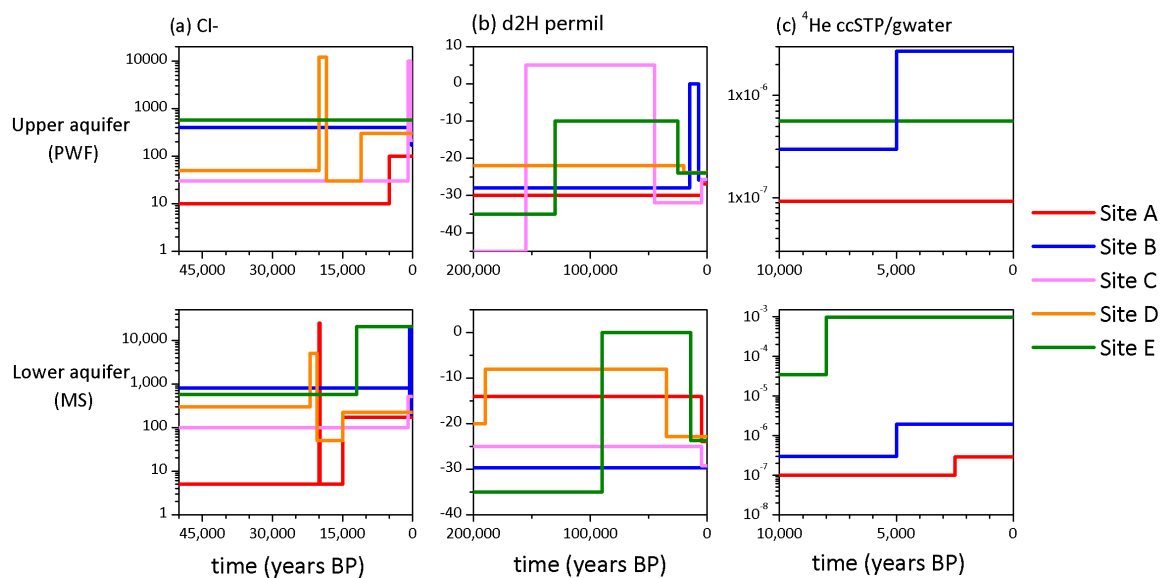 (a) Cl-
(b) d2H permil
(c) ⁴He ccSTP/gwater
Upper aquifer
(PWF)
10000
1000
100
10
1
45,000 30,000 15,000 0
10
0
-10
-20
-30
-40
200,000 100,000 0
1x10⁻⁶
1x10⁻⁷
10,000 5,000 0
Site A
Site B
Site C
Site D
Site E
Lower aquifer
(MS)
10,000
1,000
100
10
1
45,000 30,000 15,000 0
time (years BP)
0
-10
-20
-30
-40
200,000 100,000 0
time (years BP)
10⁻³
10⁻⁴
10⁻⁵
10⁻⁶
10⁻⁷
10⁻⁸
10,000 5,000 0
time (years BP)